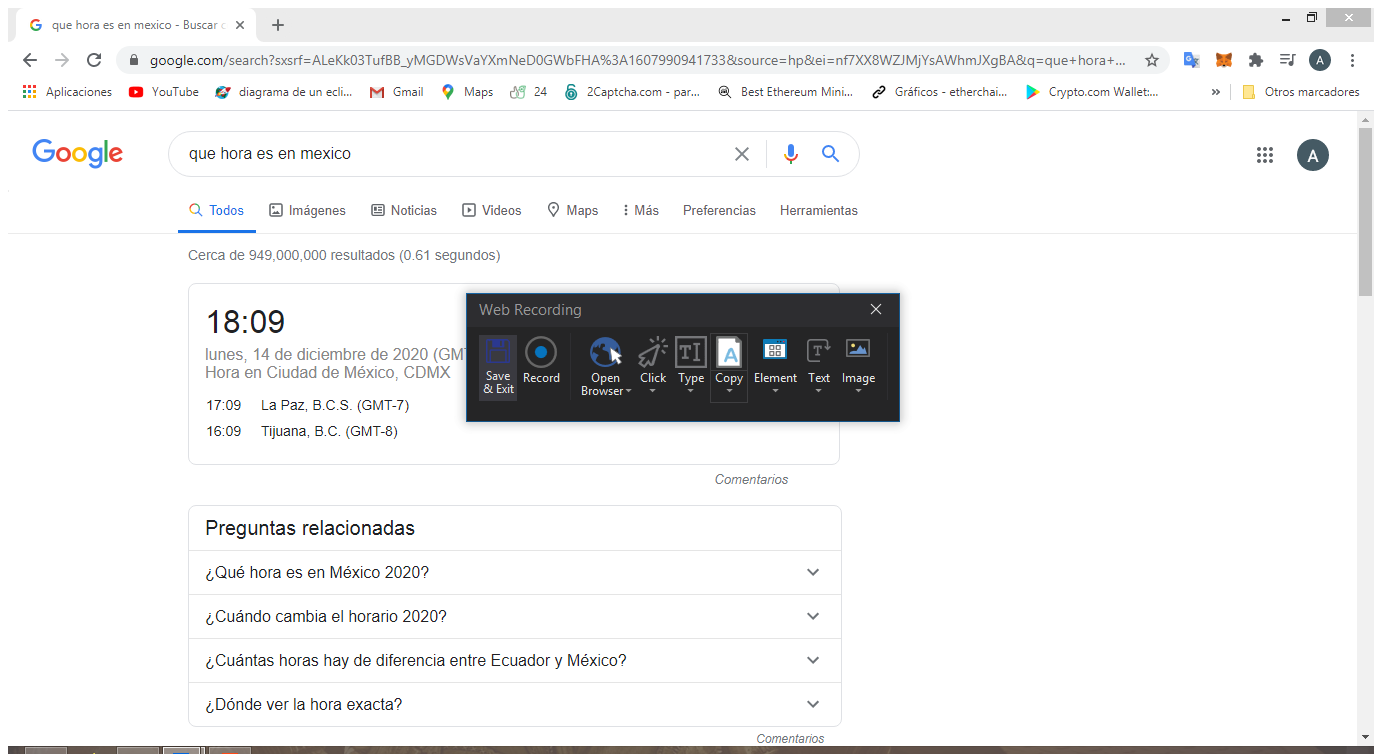 que hora es en mexico - Buscar c
google.com/search?sxsrf=ALeKk03TufBB_yMGDWsVaYXmNeD0GWbFHA%3A1607990941733&source=hp&ei=nf7XX8WZJMjYsAWhmJXgBA&q=que+hora+...
A
Aplicaciones YouTube diagrama de un ecli... Gmail Maps 24 2Captcha.com - par... Best Ethereum Mini... Gráficos - etherchai... Crypto.com Wallet:... » Otros marcadores
Google que hora es en mexico A
Todos Imágenes Noticias Videos Maps Más Preferencias Herramientas
Cerca de 949,000,000 resultados (0.61 segundos)
18:09
lunes, 14 de diciembre de 2020 (GMT
Hora en Ciudad de México, CDMX
17:09 La Paz, B.C.S. (GMT-7)
16:09 Tijuana, B.C. (GMT-8)
Web Recording
Save & Exit
Record
Open Browser
Click
Type
Copy
Element
Text
Image
Comentarios
Preguntas relacionadas
¿Qué hora es en México 2020?
¿Cuándo cambia el horario 2020?
¿Cuántas horas hay de diferencia entre Ecuador y México?
¿Dónde ver la hora exacta?
Comentarios